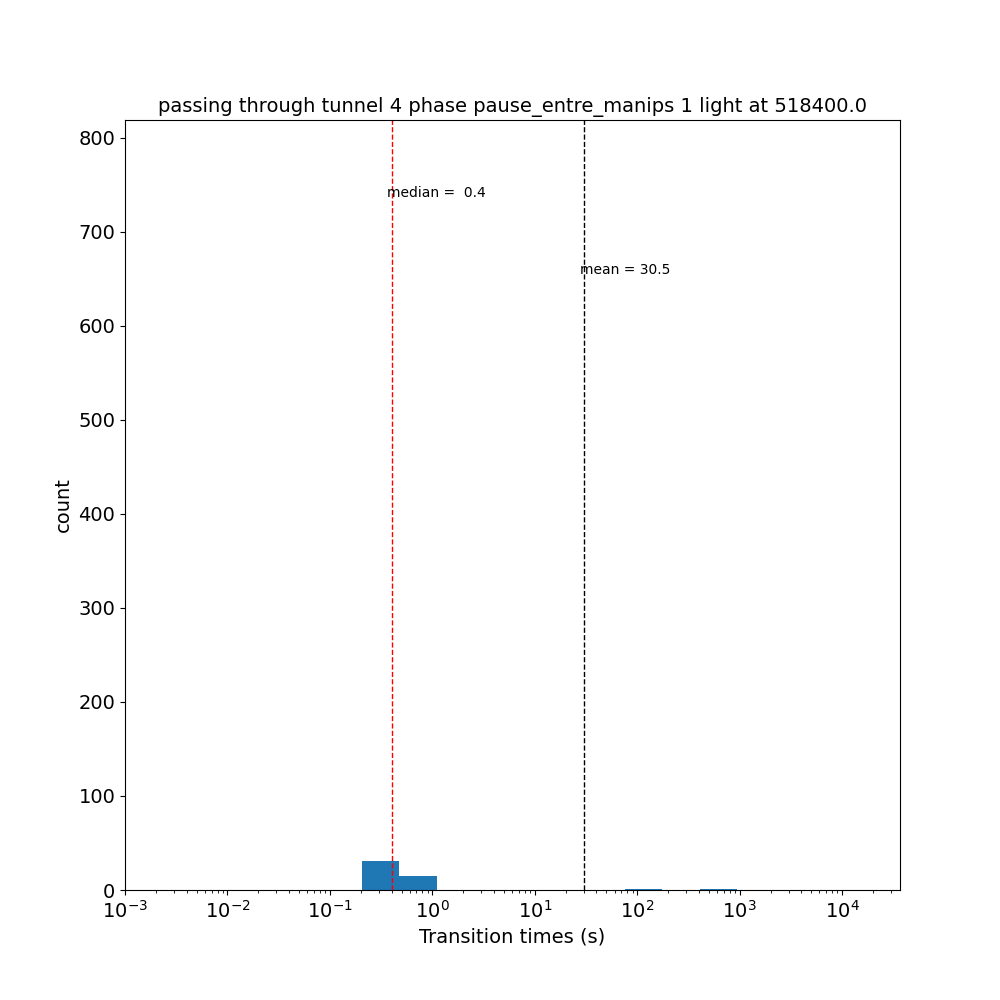 passing through tunnel 4 phase pause_entre_manips 1 light at 518400.0
800
700
600
500
400
300
200
100
0
median =  0.4
mean = 30.5
count
10⁻³ 10⁻² 10⁻¹ 10⁰ 10¹ 10² 10³ 10⁴
Transition times (s)